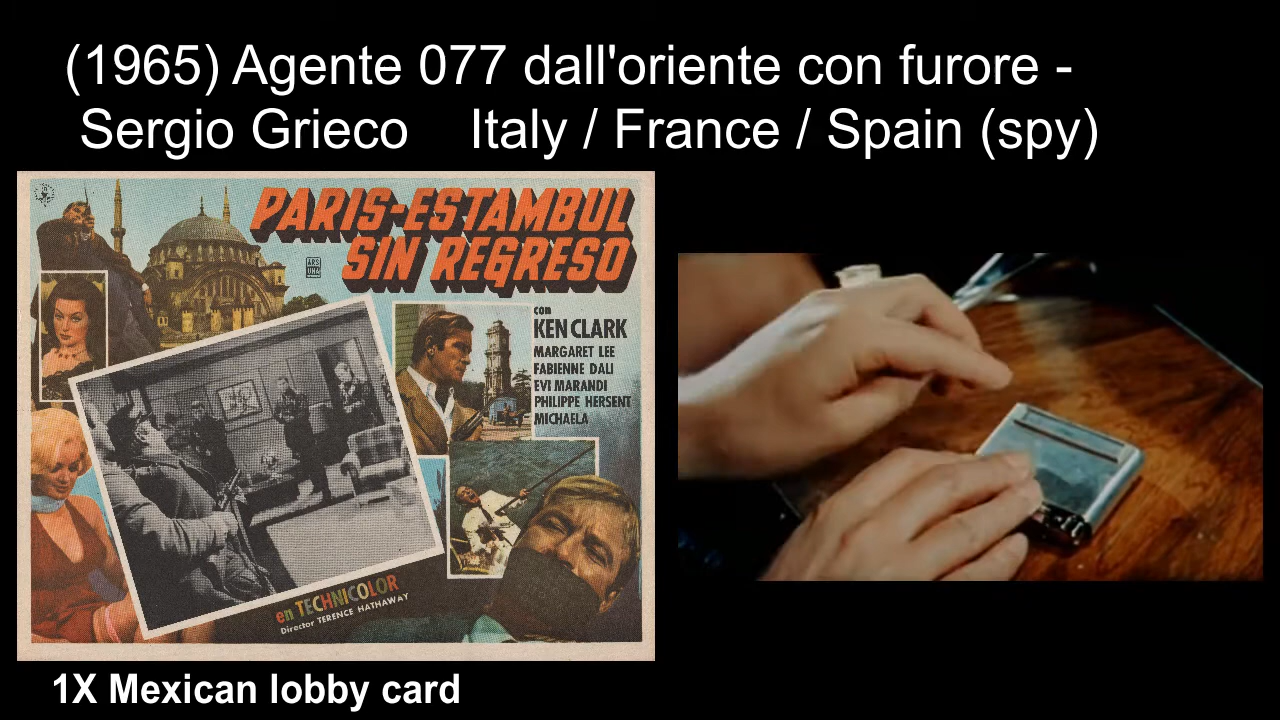 (1965) Agente 077 dall'oriente con furore -
Sergio Grieco Italy / France / Spain (spy)
PARIS-ESTAMBUL
SIN REGRESO
ARS
UNA
con
KEN CLARK
MARGARET LEE
FABIENNE DALI
EVI MARANDI
PHILIPPE HERSENT
MICHAELA
en TECHNICOLOR
Director TERENCE HATHAWAY
1X Mexican lobby card